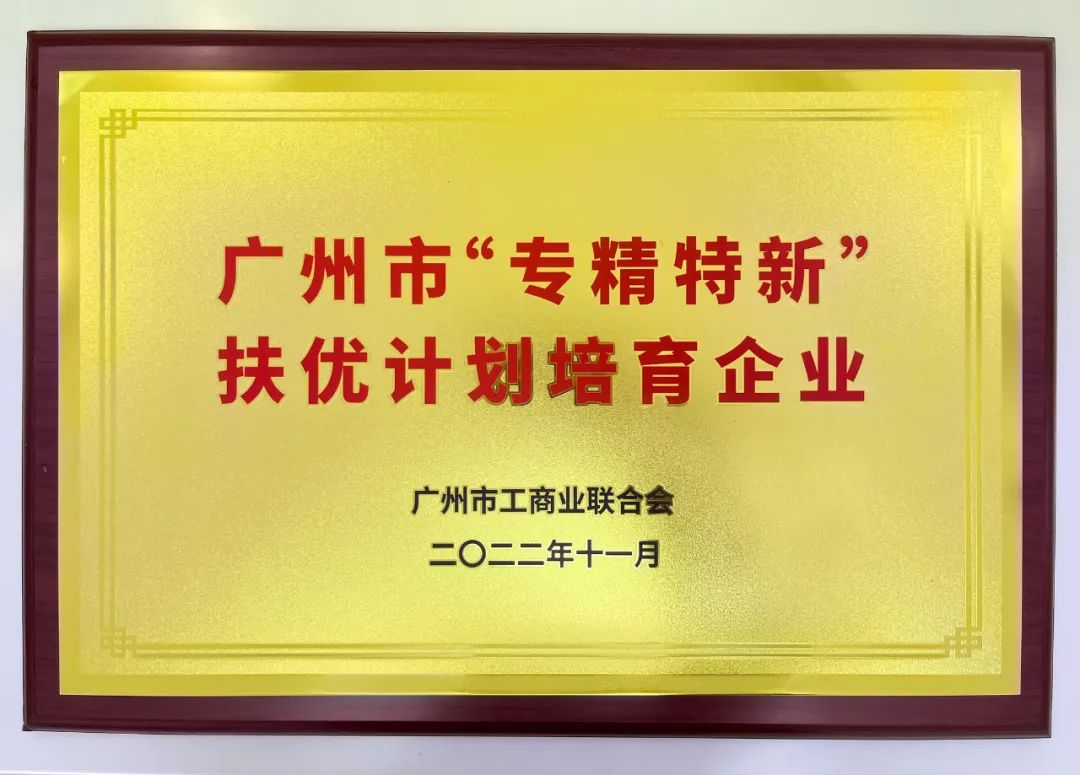 广州市“专精特新”
扶优计划培育企业
广州市工商业联合会
二〇二二年十一月